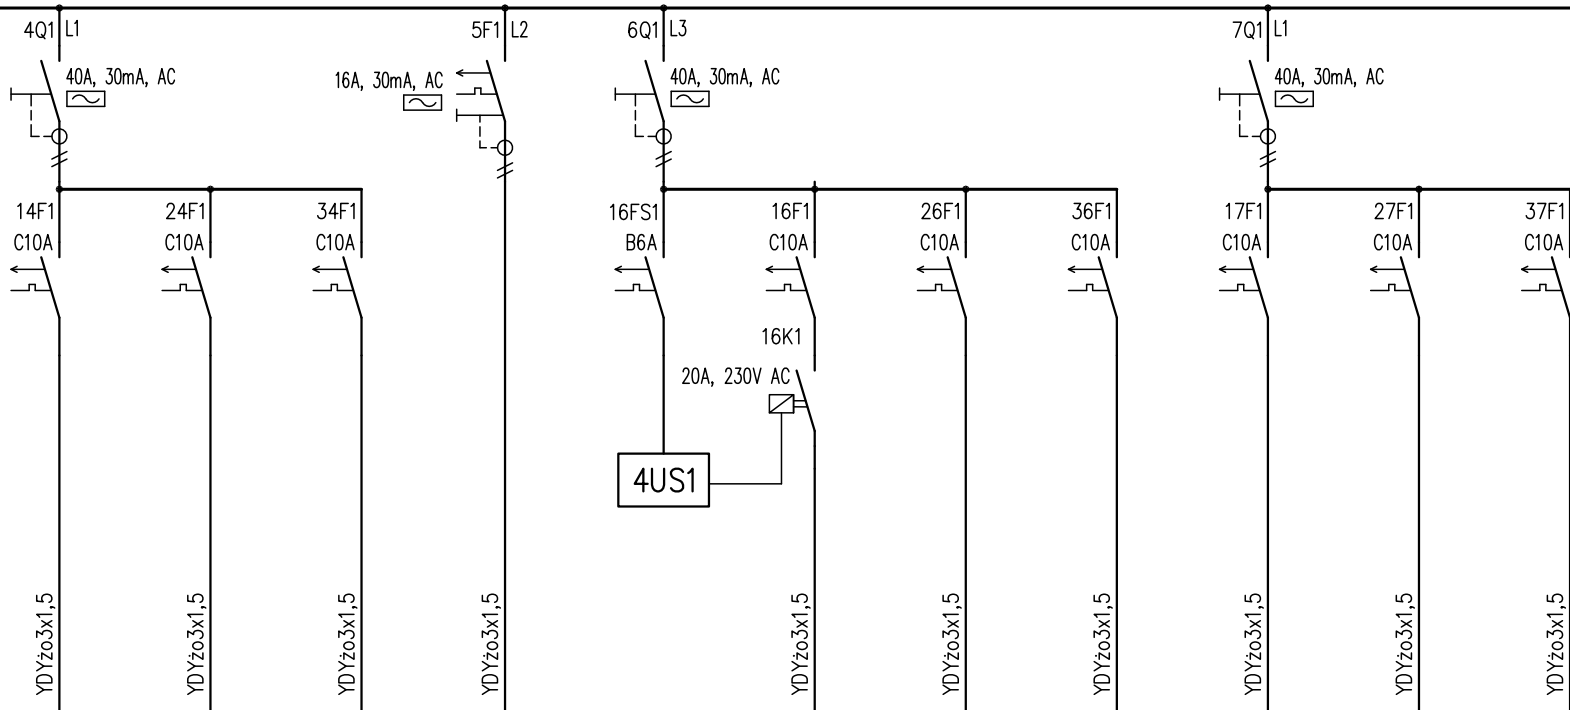 4Q1 L1
5F1 L2
6Q1 L3
7Q1 L1
40A, 30mA, AC
16A, 30mA, AC
40A, 30mA, AC
40A, 30mA, AC
14F1
C10A
24F1
C10A
34F1
C10A
16FS1
B6A
16F1
C10A
26F1
C10A
36F1
C10A
17F1
C10A
27F1
C10A
37F1
C10A
16K1
20A, 230V AC
4US1
YDYżo3x1,5
YDYżo3x1,5
YDYżo3x1,5
YDYżo3x1,5
YDYżo3x1,5
YDYżo3x1,5
YDYżo3x1,5
YDYżo3x1,5
YDYżo3x1,5
YDYżo3x1,5